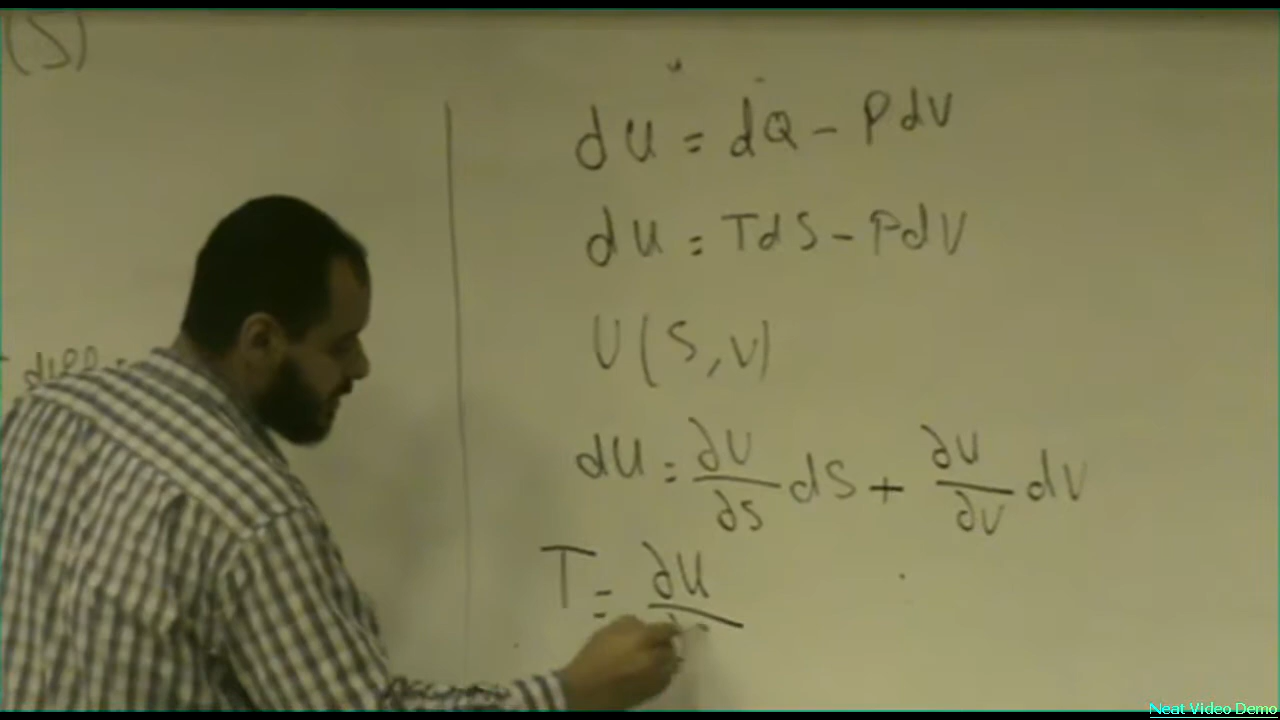 (S)
dU = dQ - PdV
dU = TdS - PdV
U(S,V)
dU = ∂U/∂S dS + ∂U/∂V dV
T = ∂U
Neat Video Demo